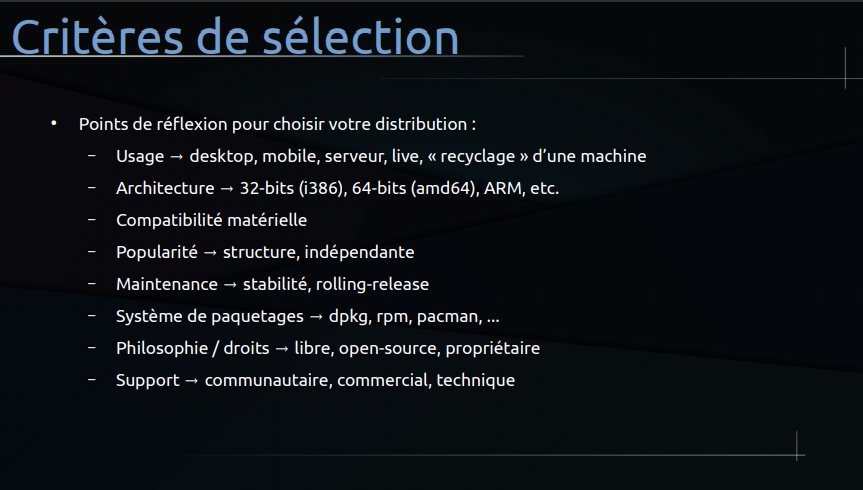 Critères de sélection
• Points de réflexion pour choisir votre distribution :
– Usage → desktop, mobile, serveur, live, « recyclage » d’une machine
– Architecture → 32-bits (i386), 64-bits (amd64), ARM, etc.
– Compatibilité matérielle
– Popularité → structure, indépendante
– Maintenance → stabilité, rolling-release
– Système de paquetages → dpkg, rpm, pacman, ...
– Philosophie / droits → libre, open-source, propriétaire
– Support → communautaire, commercial, technique